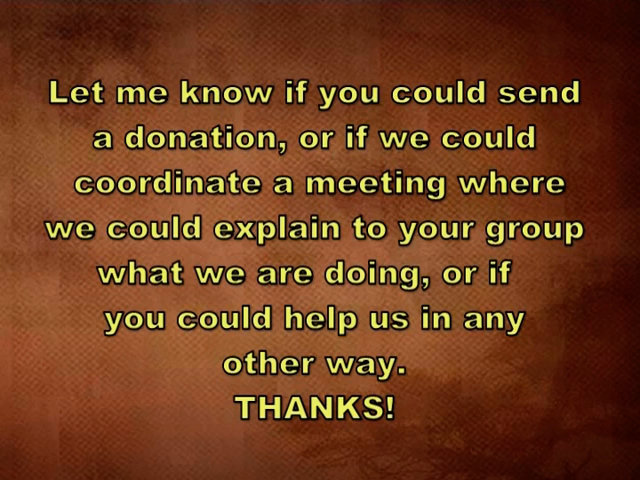 Let me know if you could send
a donation, or if we could
coordinate a meeting where
we could explain to your group
what we are doing, or if
you could help us in any
other way.
THANKS!